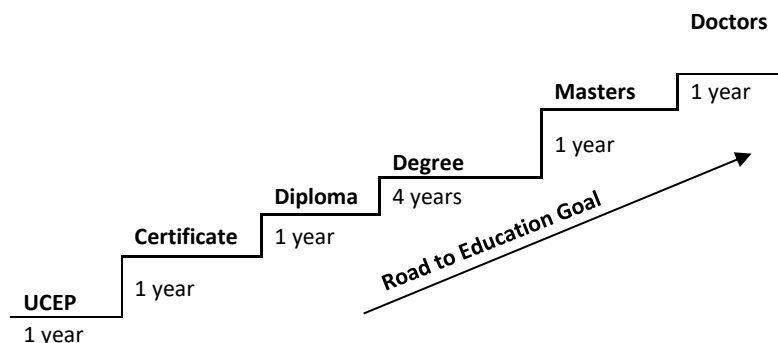 Doctors
1 year
Masters
1 year
Degree
4 years
Diploma
1 year
Certificate
1 year
UCEP
1 year
Road to Education Goal